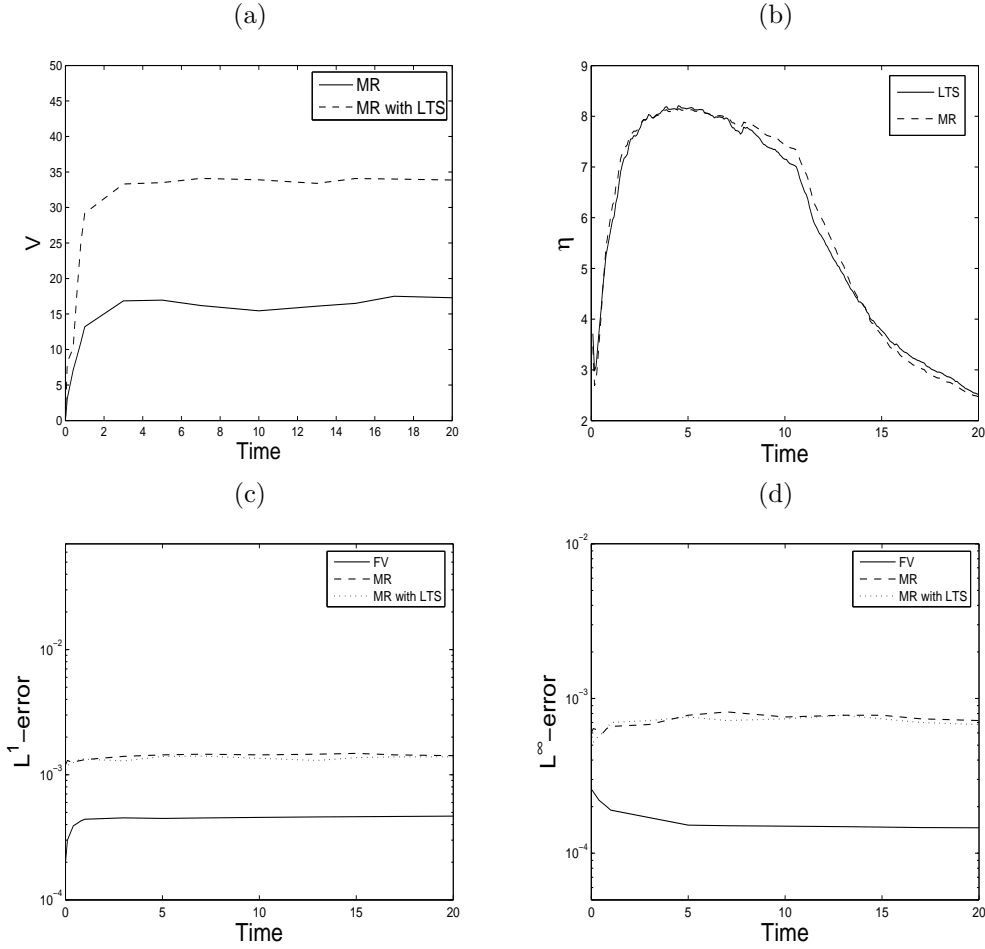 (a)
50
45
40
35
30
25
20
15
10
5
0
V
MR
MR with LTS
0 2 4 6 8 10 12 14 16 18 20
Time
(b)
9
8
7
6
5
4
3
2
η
LTS
MR
0 5 10 15 20
Time
(c)
10⁻²
10⁻³
10⁻⁴
L¹−error
FV
MR
MR with LTS
0 5 10 15 20
Time
(d)
10⁻²
10⁻³
10⁻⁴
L^∞−error
FV
MR
MR with LTS
0 5 10 15 20
Time